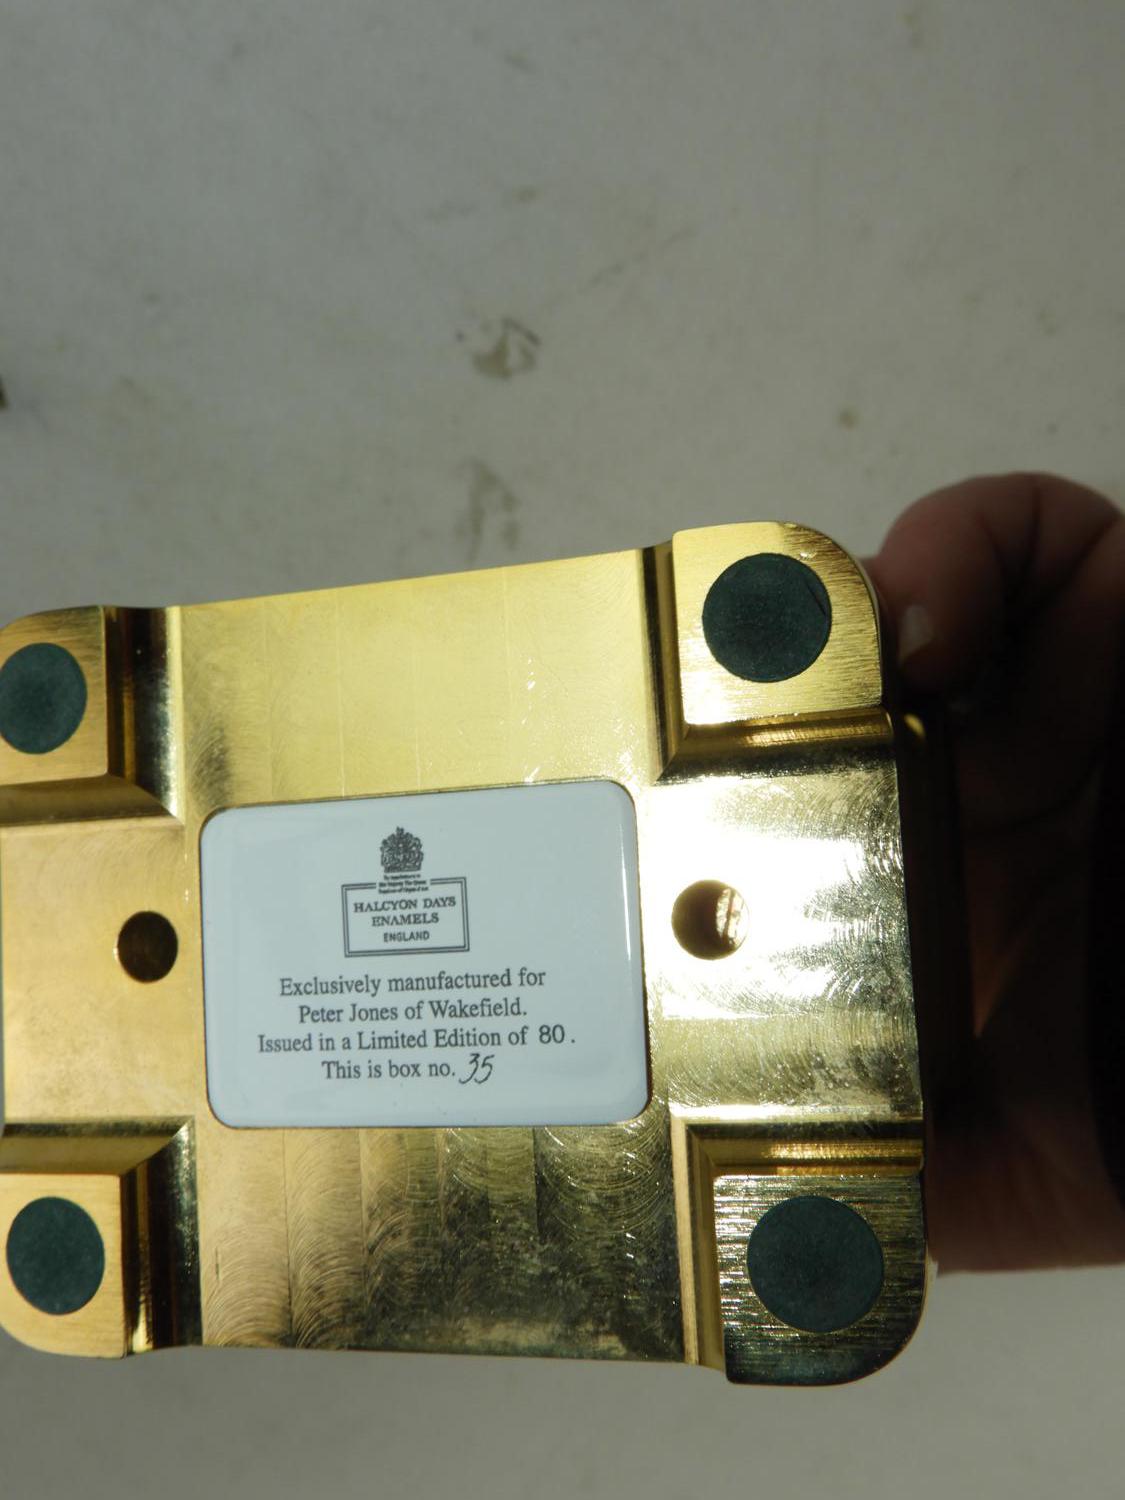 HALCYON DAYS
ENAMELS
ENGLAND
Exclusively manufactured for
Peter Jones of Wakefield.
Issued in a Limited Edition of 80.
This is box no. 35